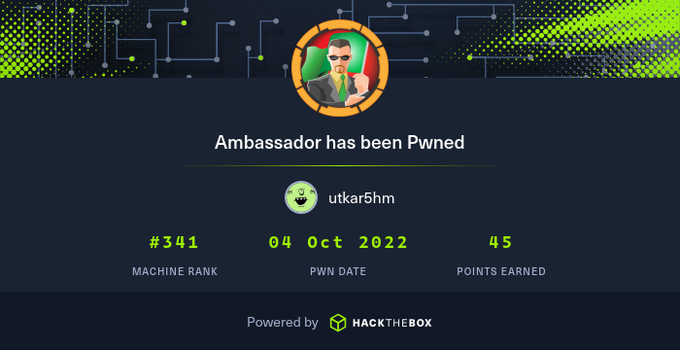 Ambassador has been Pwned
utkar5hm
#341 04 Oct 2022 45
MACHINE RANK PWN DATE POINTS EARNED
Powered by HACKTHEBOX